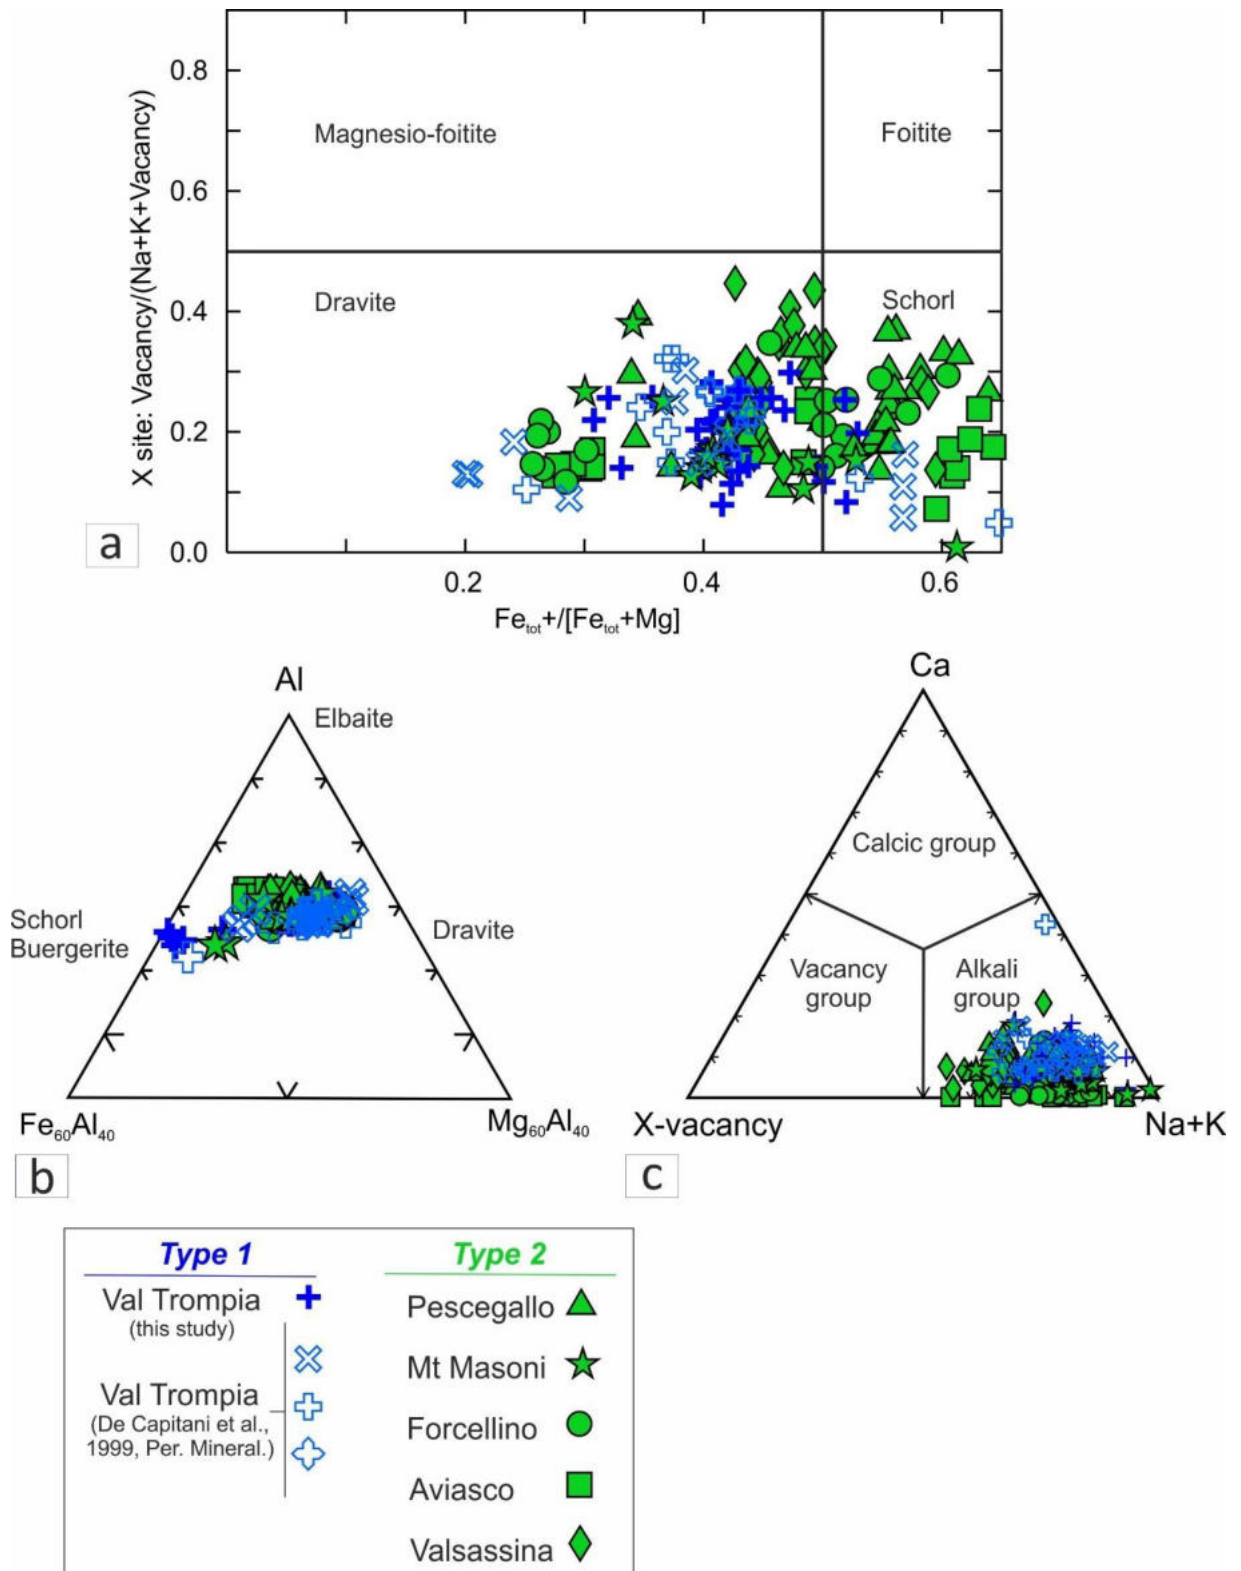 0.8
Magnesio-foitite
Foitite
0.6
X site: Vacancy/(Na+K+Vacancy)
Dravite
Schorl
0.4
0.2
0.0
a
0.2
0.4
0.6
Fetot+/[Fetot+Mg]
Al
Elbaite
Schorl
Buergerite
Dravite
Fe60Al40
Mg60Al40
b
Ca
Calcic group
Vacancy
group
Alkali
group
X-vacancy
Na+K
c
Type 1
Val Trompia
(this study)
Val Trompia
(De Capitani et al.,
1999, Per. Mineral.)
Type 2
Pescegallo
Mt Masoni
Forcellino
Aviasco
Valsassina